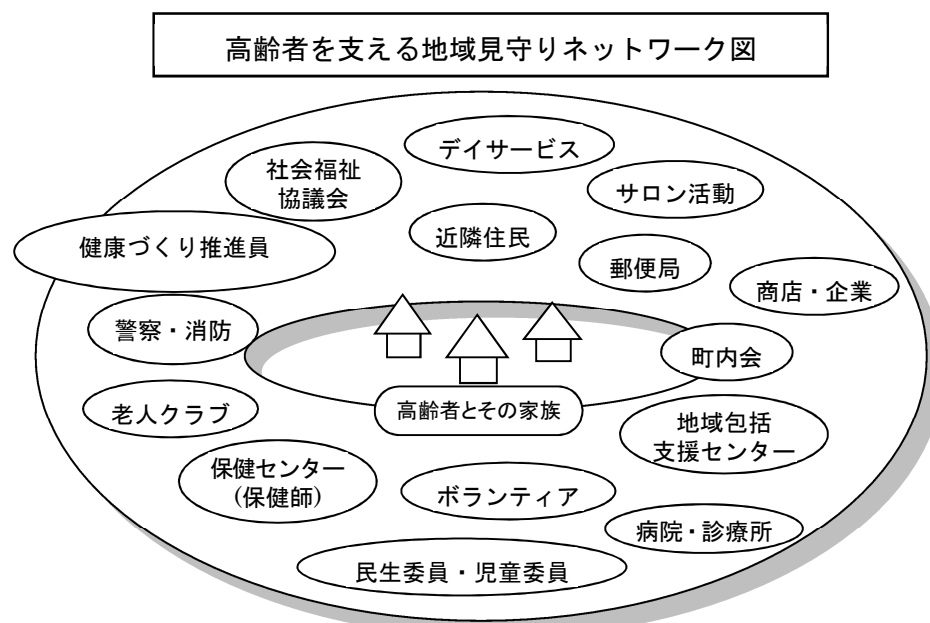 高齢者を支える地域見守りネットワーク図
デイサービス
社会福祉
協議会
サロン活動
近隣住民
健康づくり推進員
郵便局
商店・企業
警察・消防
町内会
高齢者とその家族
老人クラブ
地域包括
支援センター
保健センター
(保健師)
ボランティア
病院・診療所
民生委員・児童委員